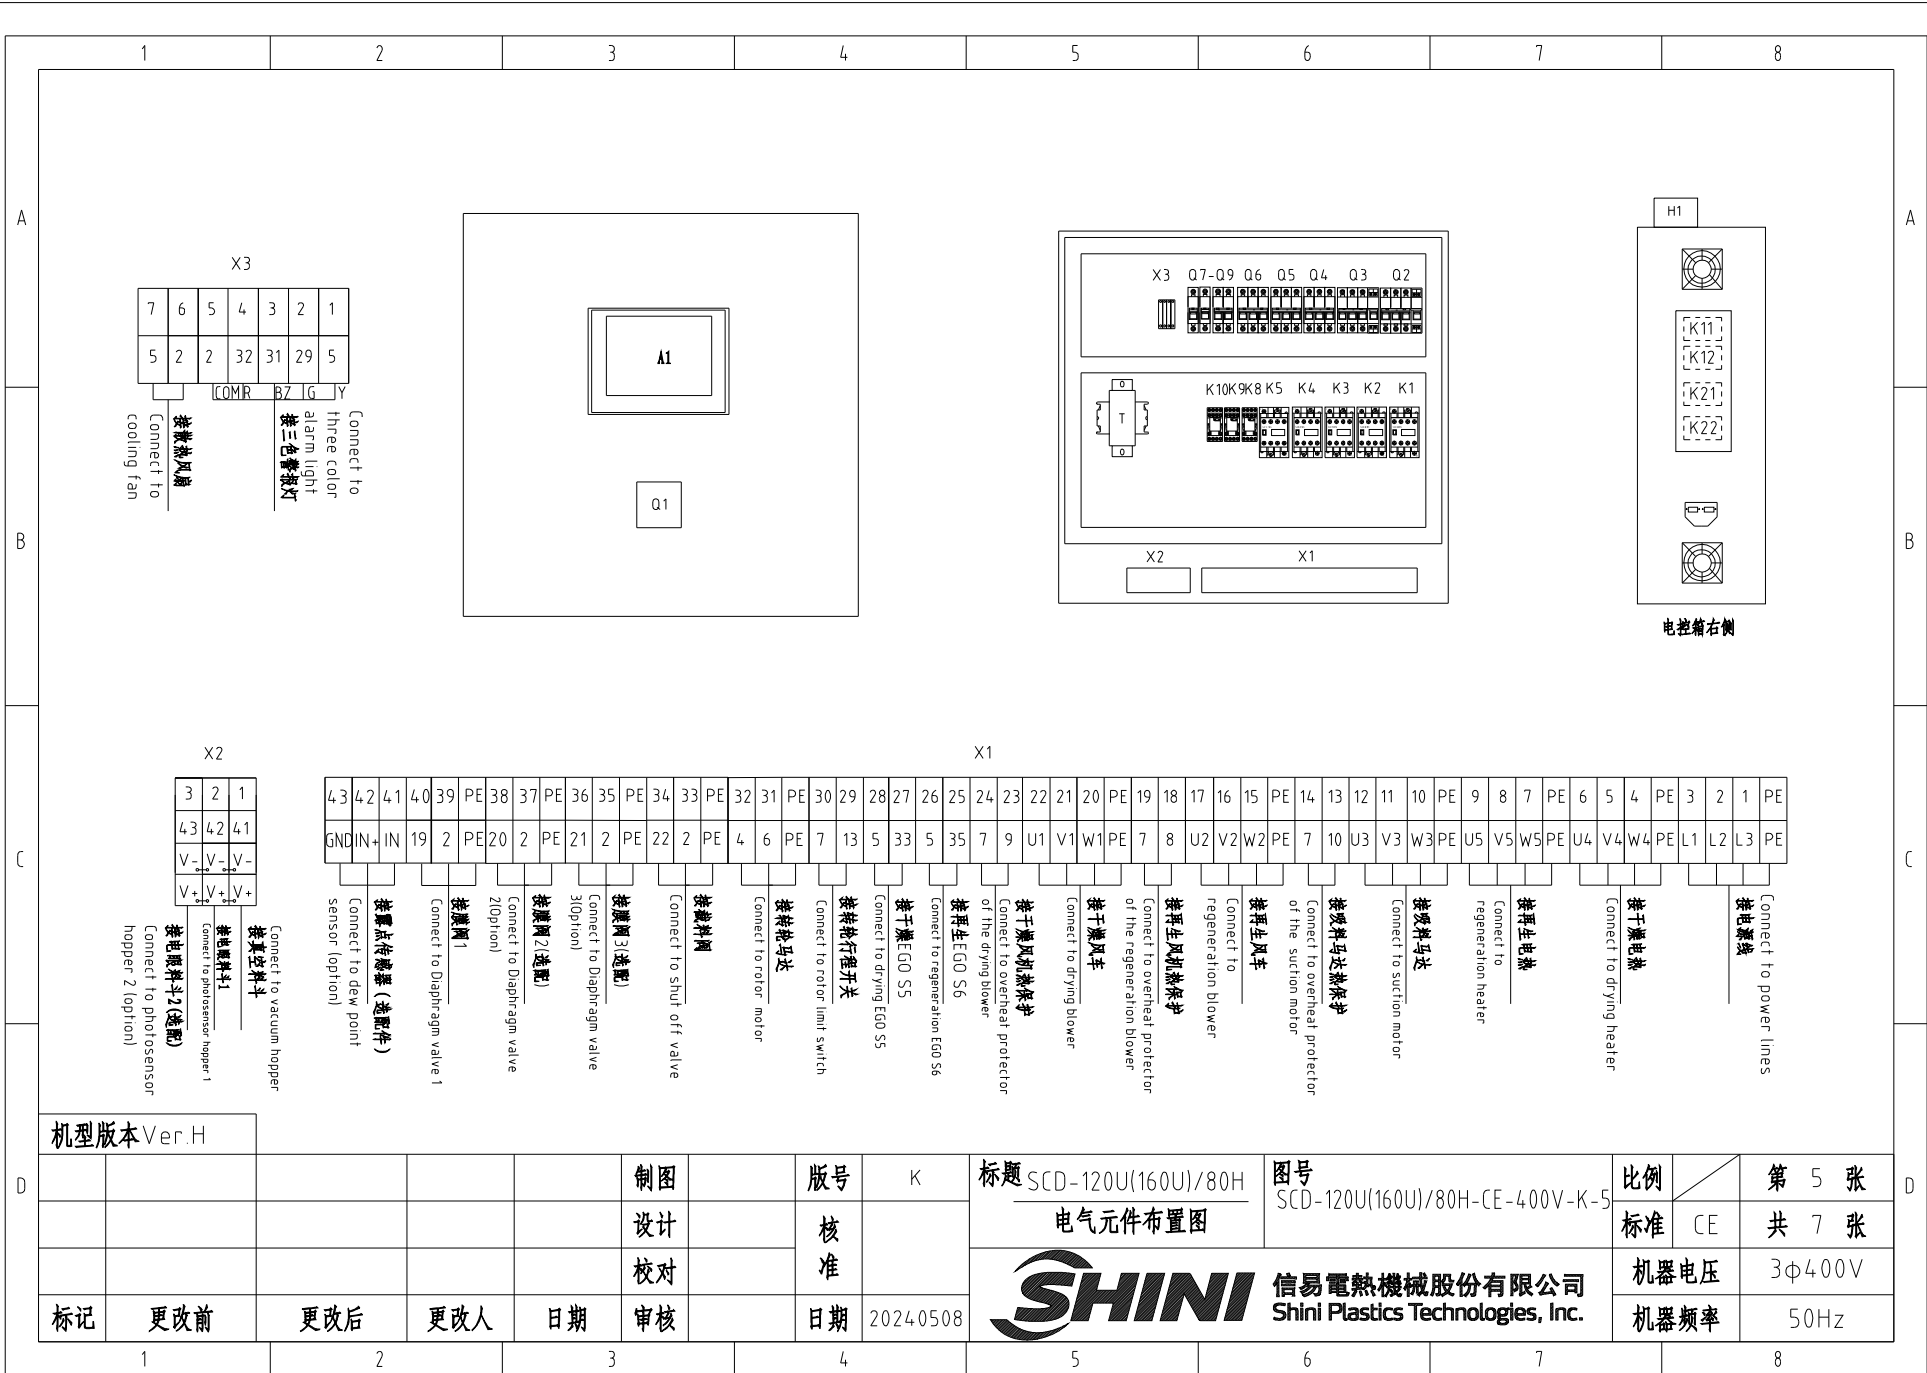 1 2 3 4 5 6 7 8
A
A
H1
X3
7 6 5 4 3 2 1
5 2 2 32 31 29 5
COM R BZ G Y
接散热风扇
Connect to
cooling fan
接三色警报灯
Connect to
three color
alarm light
A1
Q1
X3 Q7-Q9 Q6 Q5 Q4 Q3 Q2
T
K10 K9 K8 K5 K4 K3 K2 K1
X2 X1
K11
K12
K21
K22
电控箱右侧
B
B
X2
3 2 1
43 42 41
V- V- V-
V+ V+ V+
接真空料斗
Connect to vacuum hopper
接电眼料斗1
Connect to photosensor hopper 1
接电眼料斗2(选配)
Connect to photosensor
hopper 2 (option)
X1
43 42 41 40 39 PE 38 37 PE 36 35 PE 34 33 PE 32 31 PE 30 29 28 27 26 25 24 23 22 21 20 PE 19 18 17 16 15 PE 14 13 12 11 10 PE 9 8 7 PE 6 5 4 PE 3 2 1 PE
GND IN+ IN 19 2 PE 20 2 PE 21 2 PE 22 2 PE 4 6 PE 7 13 5 33 5 35 7 9 U1 V1 W1 PE 7 8 U2 V2 W2 PE 7 10 U3 V3 W3 PE U5 V5 W5 PE U4 V4 W4 PE L1 L2 L3 PE
接露点传感器(选配件)
Connect to dew point
sensor (option)
接膜阀1
Connect to Diaphragm valve 1
接膜阀2(选配)
Connect to Diaphragm valve
2(Option)
接膜阀3(选配)
Connect to Diaphragm valve
3(Option)
接截料阀
Connect to shut off valve
接转轮马达
Connect to rotor motor
接转轮行程开关
Connect to rotor limit switch
接干燥EGO S5
Connect to drying EGO S5
接再生EGO S6
Connect to regeneration EGO S6
接干燥风机热保护
Connect to overheat protector
of the drying blower
接干燥风车
Connect to drying blower
接再生风机热保护
Connect to overheat protector
of the regeneration blower
接再生风车
Connect to
regeneration blower
接吸料马达热保护
Connect to overheat protector
of the suction motor
接吸料马达
Connect to suction motor
接再生电热
Connect to
regeneration heater
接干燥电热
Connect to drying heater
接电源线
Connect to power lines
C
C
机型版本Ver.H
D
D
制图 版号 K
设计 核准
校对
标记 更改前 更改后 更改人 日期 审核 日期 20240508
标题 SCD-120U(160U)/80H
电气元件布置图
图号
SCD-120U(160U)/80H-CE-400V-K-5
比例 第 5 张
标准 CE 共 7 张
机器电压 3φ400V
机器频率 50Hz
SHINI
信易電熱機械股份有限公司
Shini Plastics Technologies, Inc.
1 2 3 4 5 6 7 8